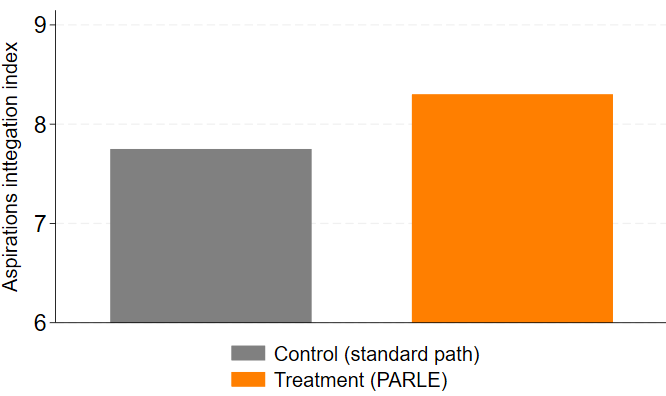 Aspirations inttegation index
9
8
7
6
Control (standard path)
Treatment (PARLE)